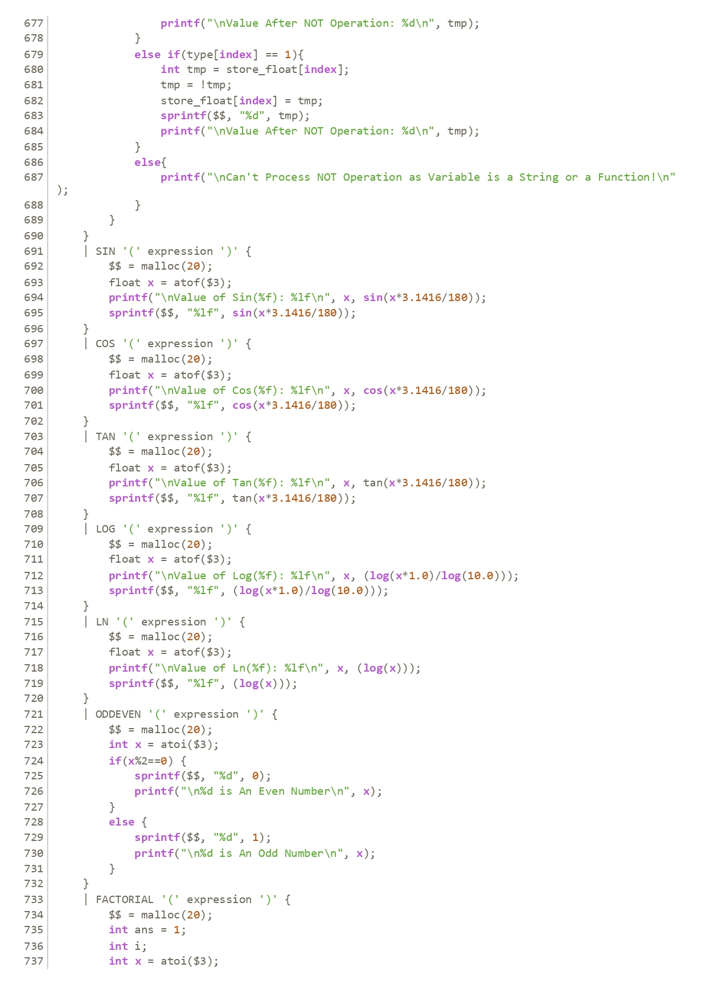 677                 printf("\nValue After NOT Operation: %d\n", tmp);
678             }
679             else if(type[index] == 1){
680                 int tmp = store_float[index];
681                 tmp = !tmp;
682                 store_float[index] = tmp;
683                 sprintf($$, "%d", tmp);
684                 printf("\nValue After NOT Operation: %d\n", tmp);
685             }
686             else{
687                 printf("\nCan't Process NOT Operation as Variable is a String or a Function!\n"
);
688             }
689         }
690     }
691     | SIN '(' expression ')' {
692         $$ = malloc(20);
693         float x = atof($3);
694         printf("\nValue of Sin(%f): %lf\n", x, sin(x*3.1416/180));
695         sprintf($$, "%lf", sin(x*3.1416/180));
696     }
697     | COS '(' expression ')' {
698         $$ = malloc(20);
699         float x = atof($3);
700         printf("\nValue of Cos(%f): %lf\n", x, cos(x*3.1416/180));
701         sprintf($$, "%lf", cos(x*3.1416/180));
702     }
703     | TAN '(' expression ')' {
704         $$ = malloc(20);
705         float x = atof($3);
706         printf("\nValue of Tan(%f): %lf\n", x, tan(x*3.1416/180));
707         sprintf($$, "%lf", tan(x*3.1416/180));
708     }
709     | LOG '(' expression ')' {
710         $$ = malloc(20);
711         float x = atof($3);
712         printf("\nValue of Log(%f): %lf\n", x, (log(x*1.0)/log(10.0)));
713         sprintf($$, "%lf", (log(x*1.0)/log(10.0)));
714     }
715     | LN '(' expression ')' {
716         $$ = malloc(20);
717         float x = atof($3);
718         printf("\nValue of Ln(%f): %lf\n", x, (log(x)));
719         sprintf($$, "%lf", (log(x)));
720     }
721     | ODDEVEN '(' expression ')' {
722         $$ = malloc(20);
723         int x = atoi($3);
724         if(x%2==0) {
725             sprintf($$, "%d", 0);
726             printf("\n%d is An Even Number\n", x);
727         }
728         else {
729             sprintf($$, "%d", 1);
730             printf("\n%d is An Odd Number\n", x);
731         }
732     }
733     | FACTORIAL '(' expression ')' {
734         $$ = malloc(20);
735         int ans = 1;
736         int i;
737         int x = atoi($3);